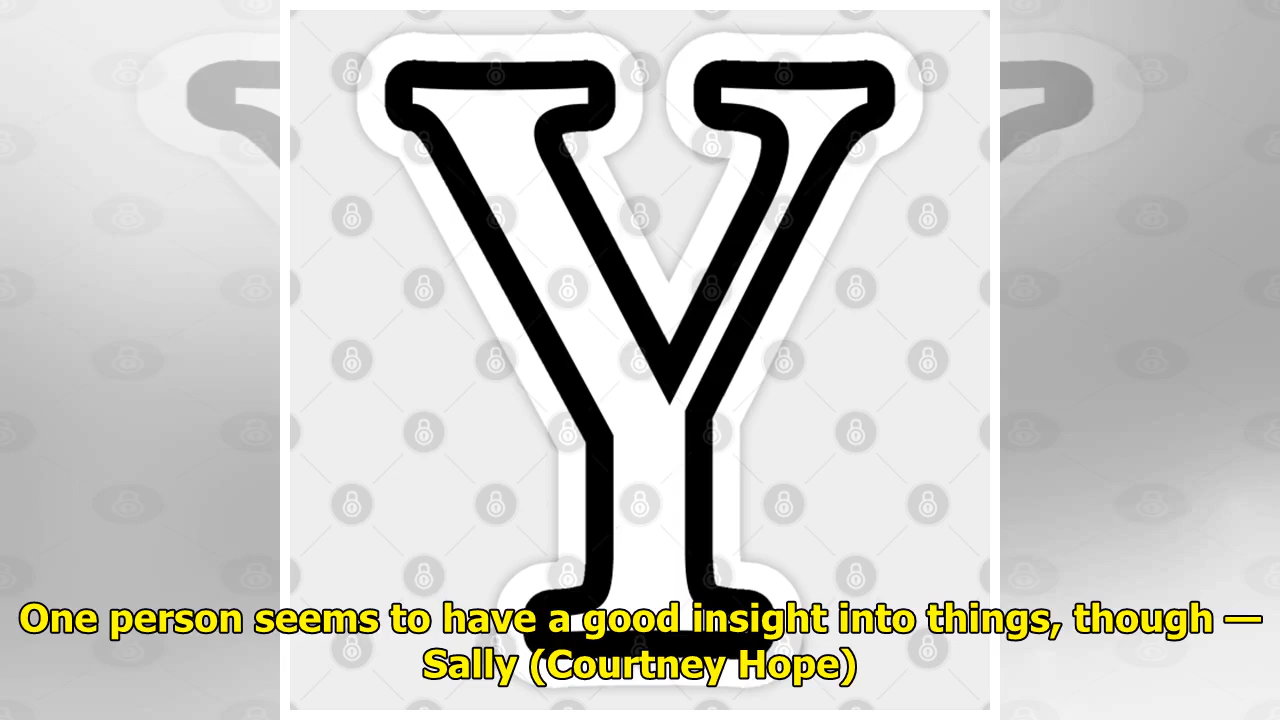 Y
One person seems to have a good insight into things, though —
Sally (Courtney Hope)